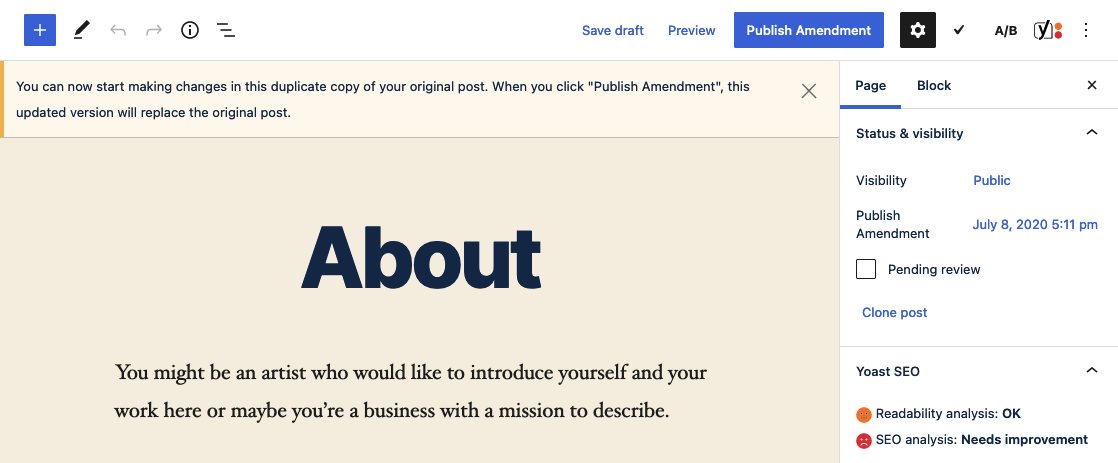 Save draft
Preview
Publish Amendment
A/B
You can now start making changes in this duplicate copy of your original post. When you click "Publish Amendment", this
updated version will replace the original post.
Page
Block
Status & visibility
Visibility
Public
Publish
Amendment
July 8, 2020 5:11 pm
Pending review
Clone post
Yoast SEO
Readability analysis: OK
SEO analysis: Needs improvement
About
You might be an artist who would like to introduce yourself and your
work here or maybe you’re a business with a mission to describe.